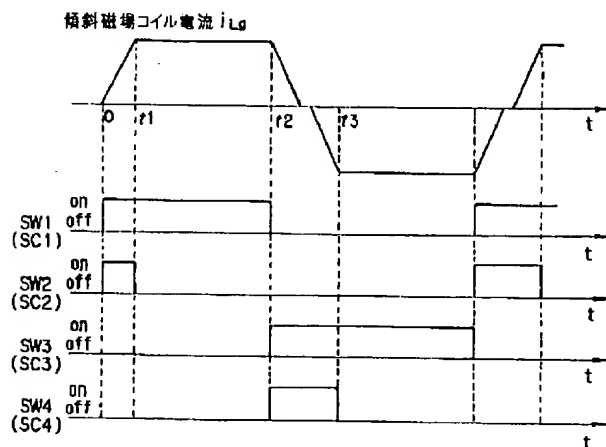 傾斜磁場コイル電流 iLg
0 t1 t2 t3 t
SW1 (SC1) on off t
SW2 (SC2) on off t
SW3 (SC3) on off t
SW4 (SC4) on off t